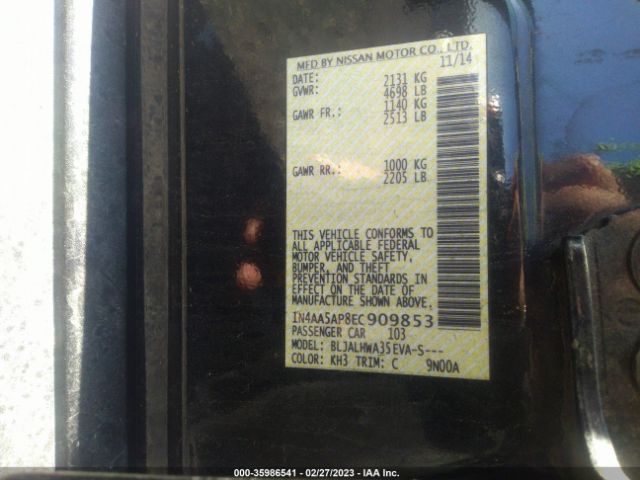 MFD BY NISSAN MOTOR CO., LTD.
11/14
DATE:
GVWR: 2131 KG
4698 LB
GAWR FR.: 1140 KG
2513 LB
GAWR RR.: 1000 KG
2205 LB
THIS VEHICLE CONFORMS TO
ALL APPLICABLE FEDERAL
MOTOR VEHICLE SAFETY,
BUMPER, AND THEFT
PREVENTION STANDARDS IN
EFFECT ON THE DATE OF
MANUFACTURE SHOWN ABOVE.
1N4AA5AP8EC909853
PASSENGER CAR 103
MODEL: BLJALHWA35EVA-S---
COLOR: KH3 TRIM: C 9N00A
000-35986541 - 02/27/2023 - IAA Inc.